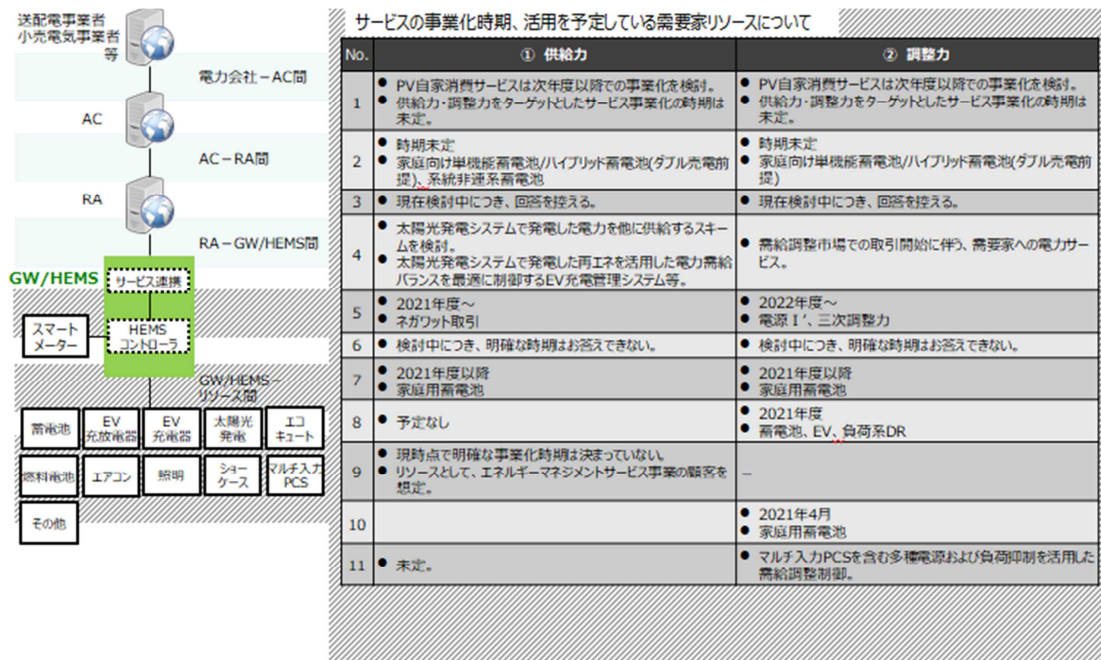 送配電事業者
小売電気事業者
等
電力会社－AC間
AC
AC－RA間
RA
RA－GW/HEMS間
GW/HEMS
サービス連携
スマート
メーター
HEMS
コントローラ
GW/HEMS－
リソース間
蓄電池
EV
充放電器
EV
充電器
太陽光
発電
エコ
キュート
燃料電池
エアコン
照明
ショー
ケース
マルチ入力
PCS
その他
サービスの事業化時期、活用を予定している需要家リソースについて
No.
① 供給力
② 調整力
1
● PV自家消費サービスは次年度以降での事業化を検討。
● 供給力・調整力をターゲットとしたサービス事業化の時期は
未定。
● PV自家消費サービスは次年度以降での事業化を検討。
● 供給力・調整力をターゲットとしたサービス事業化の時期は
未定。
2
● 時期未定
● 家庭向け単機能蓄電池/ハイブリッド蓄電池(ダブル売電前
提)、系統非連系蓄電池
● 時期未定
● 家庭向け単機能蓄電池/ハイブリッド蓄電池(ダブル売電前
提)
3
● 現在検討中につき、回答を控える。
● 現在検討中につき、回答を控える。
4
● 太陽光発電システムで発電した電力を他に供給するスキー
ムを検討。
● 太陽光発電システムで発電した再エネを活用した電力需給
バランスを最適に制御するEV充電管理システム等。
● 需給調整市場での取引開始に伴う、需要家への電力サー
ビス。
5
● 2021年度～
● ネガワット取引
● 2022年度～
● 電源Ⅰ’、三次調整力
6
● 検討中につき、明確な時期はお答えできない。
● 検討中につき、明確な時期はお答えできない。
7
● 2021年度以降
● 家庭用蓄電池
● 2021年度以降
● 家庭用蓄電池
8
● 予定なし
● 2021年度
● 蓄電池、EV、負荷系DR
9
● 現時点で明確な事業化時期は決まっていない。
● リソースとして、エネルギーマネジメントサービス事業の顧客を
想定。
－
10
● 2021年4月
● 家庭用蓄電池
11
● 未定。
● マルチ入力PCSを含む多種電源および負荷抑制を活用した
需給調整制御。